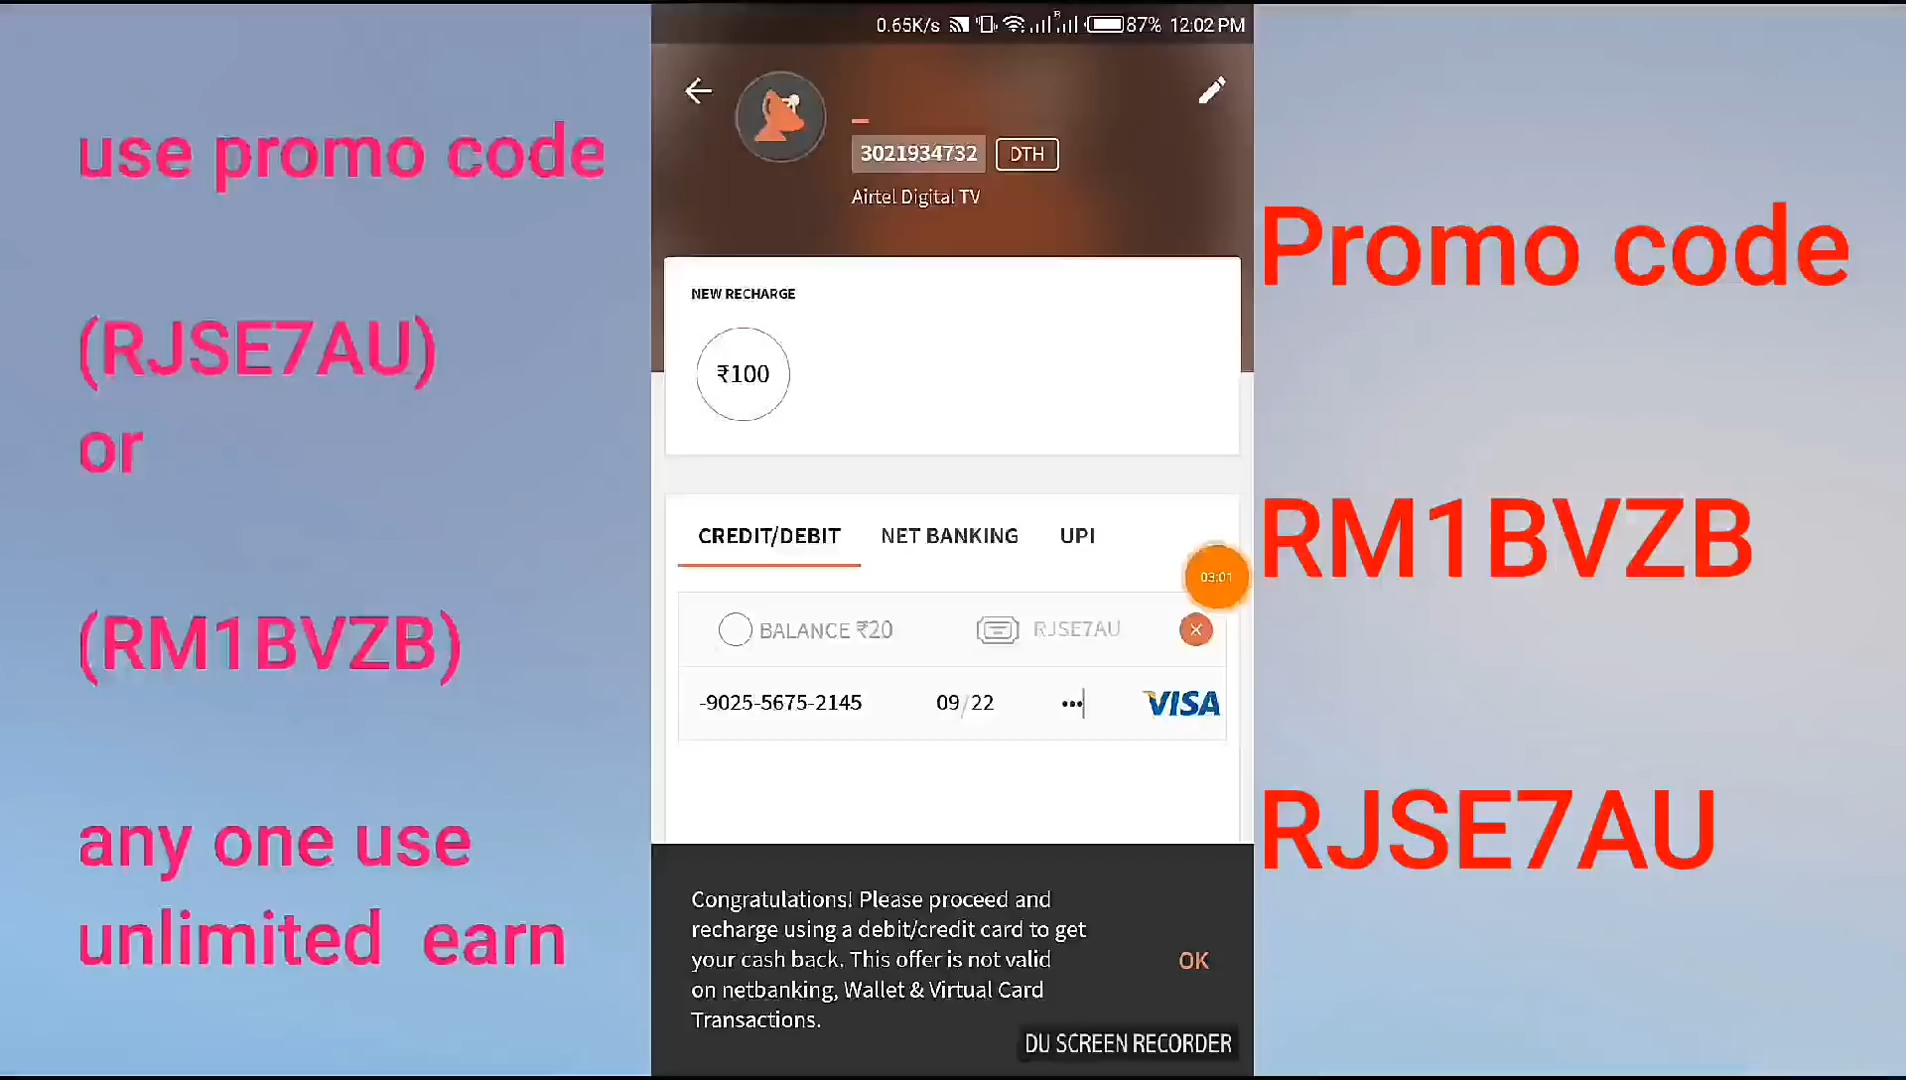 use promo code
(RJSE7AU)
or
(RM1BVZB)
any one use
unlimited earn
0.65K/s 87% 12:02 PM
3021934732 DTH
Airtel Digital TV
NEW RECHARGE
₹100
CREDIT/DEBIT NET BANKING UPI
03:01
BALANCE ₹20 RJSE7AU
-9025-5675-2145 09/22 ••• VISA
Congratulations! Please proceed and
recharge using a debit/credit card to get
your cash back. This offer is not valid
on netbanking, Wallet & Virtual Card
Transactions.
OK
DU SCREEN RECORDER
Promo code
RM1BVZB
RJSE7AU